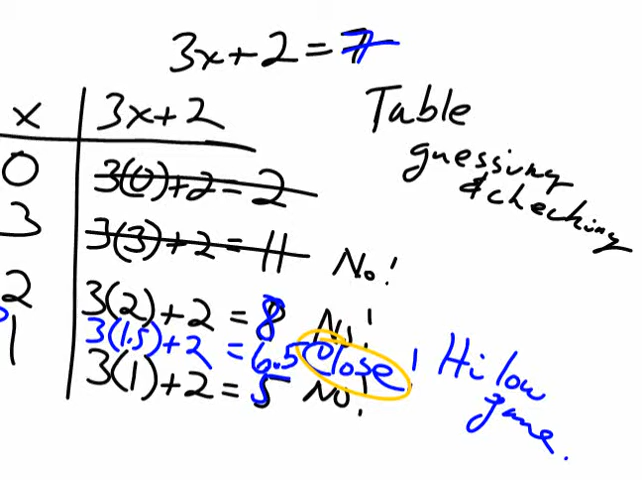 3x+2=7
x 3x+2
Table
guessing
& checking
0 3(0)+2=2
3 3(3)+2=11 No!
2 3(2)+2=8 No!
3(1.5)+2=6.5 Close!
1 3(1)+2=5 No!
Hi low
game.